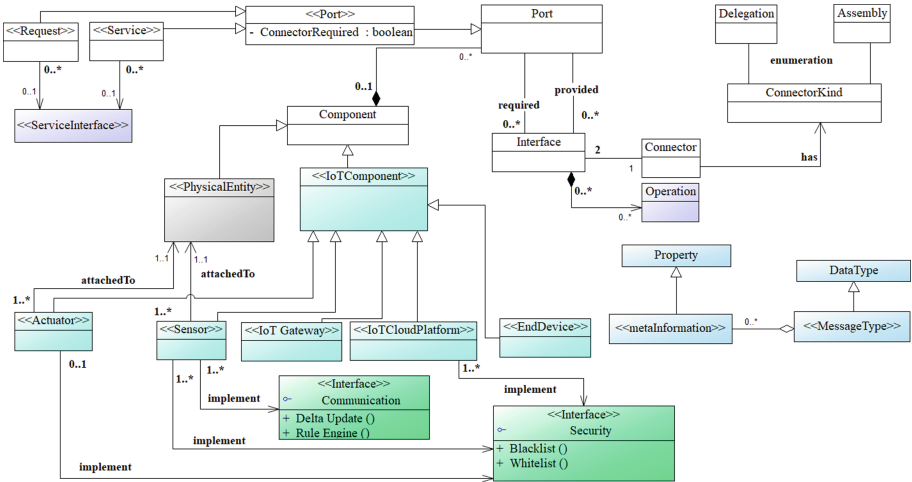 <<Port>>
Port
Delegation
Assembly
<<Request>>
<<Service>>
- ConnectorRequired : boolean
0..*
0..*
0..*
enumeration
0..1
0..1
0..1
required
provided
ConnectorKind
<<ServiceInterface>>
Component
0..*
0..*
Interface
2
Connector
has
1
<<PhysicalEntity>>
<<IoTComponent>>
0..*
Operation
0..*
1..1
1..1
attachedTo
attachedTo
Property
DataType
1..*
1..*
<<Actuator>>
<<Sensor>>
<<IoT Gateway>>
<<IoTCloudPlatform>>
<<EndDevice>>
<<metaInformation>>
0..*
<<MessageType>>
0..1
1..*
1..*
1..*
implement
<<Interface>>
Communication
implement
+ Delta Update ()
+ Rule Engine ()
<<Interface>>
Security
implement
+ Blacklist ()
+ Whitelist ()
implement